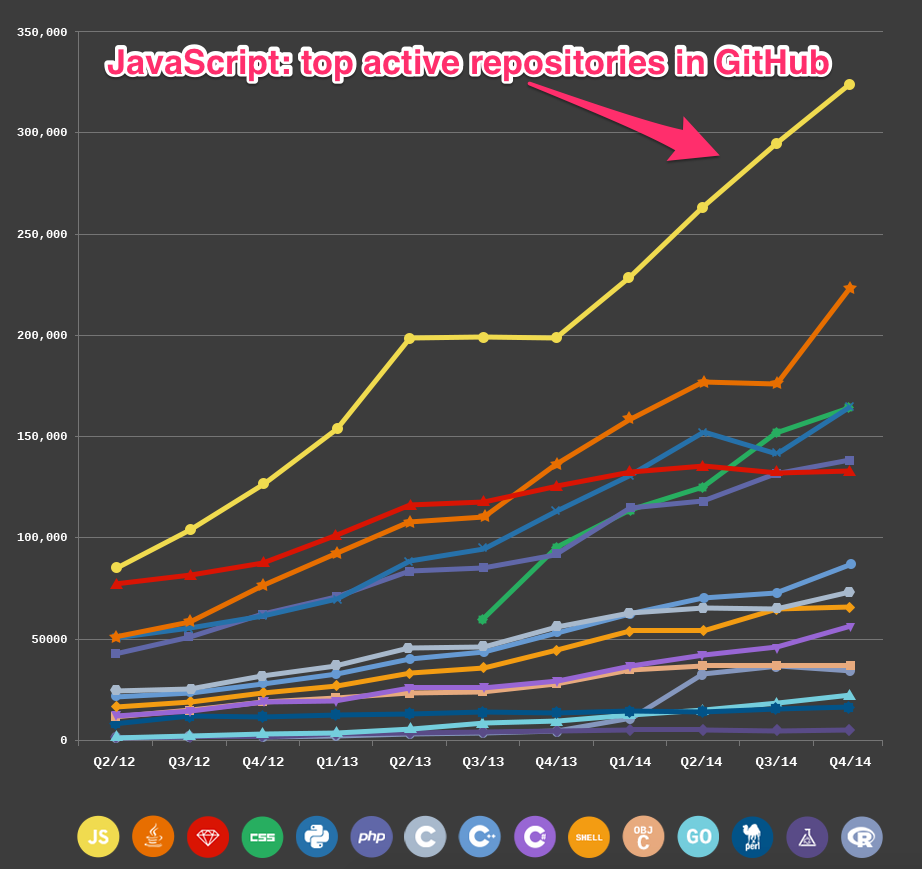 350,000
JavaScript: top active repositories in GitHub
300,000
250,000
200,000
150,000
100,000
50000
0
Q2/12 Q3/12 Q4/12 Q1/13 Q2/13 Q3/13 Q4/13 Q1/14 Q2/14 Q3/14 Q4/14
JS CSS php C C++ C# SHELL OBJ C GO perl R